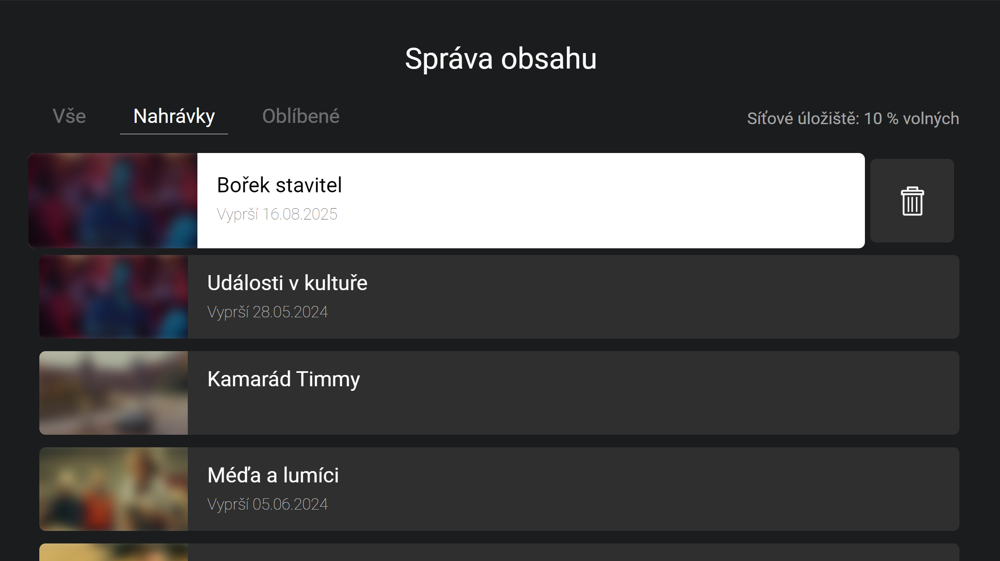 Správa obsahu
Vše
Nahrávky
Oblíbené
Síťové úložiště: 10 % volných
Bořek stavitel
Vyprší 16.08.2025
Události v kultuře
Vyprší 28.05.2024
Kamarád Timmy
Méďa a lumíci
Vyprší 05.06.2024